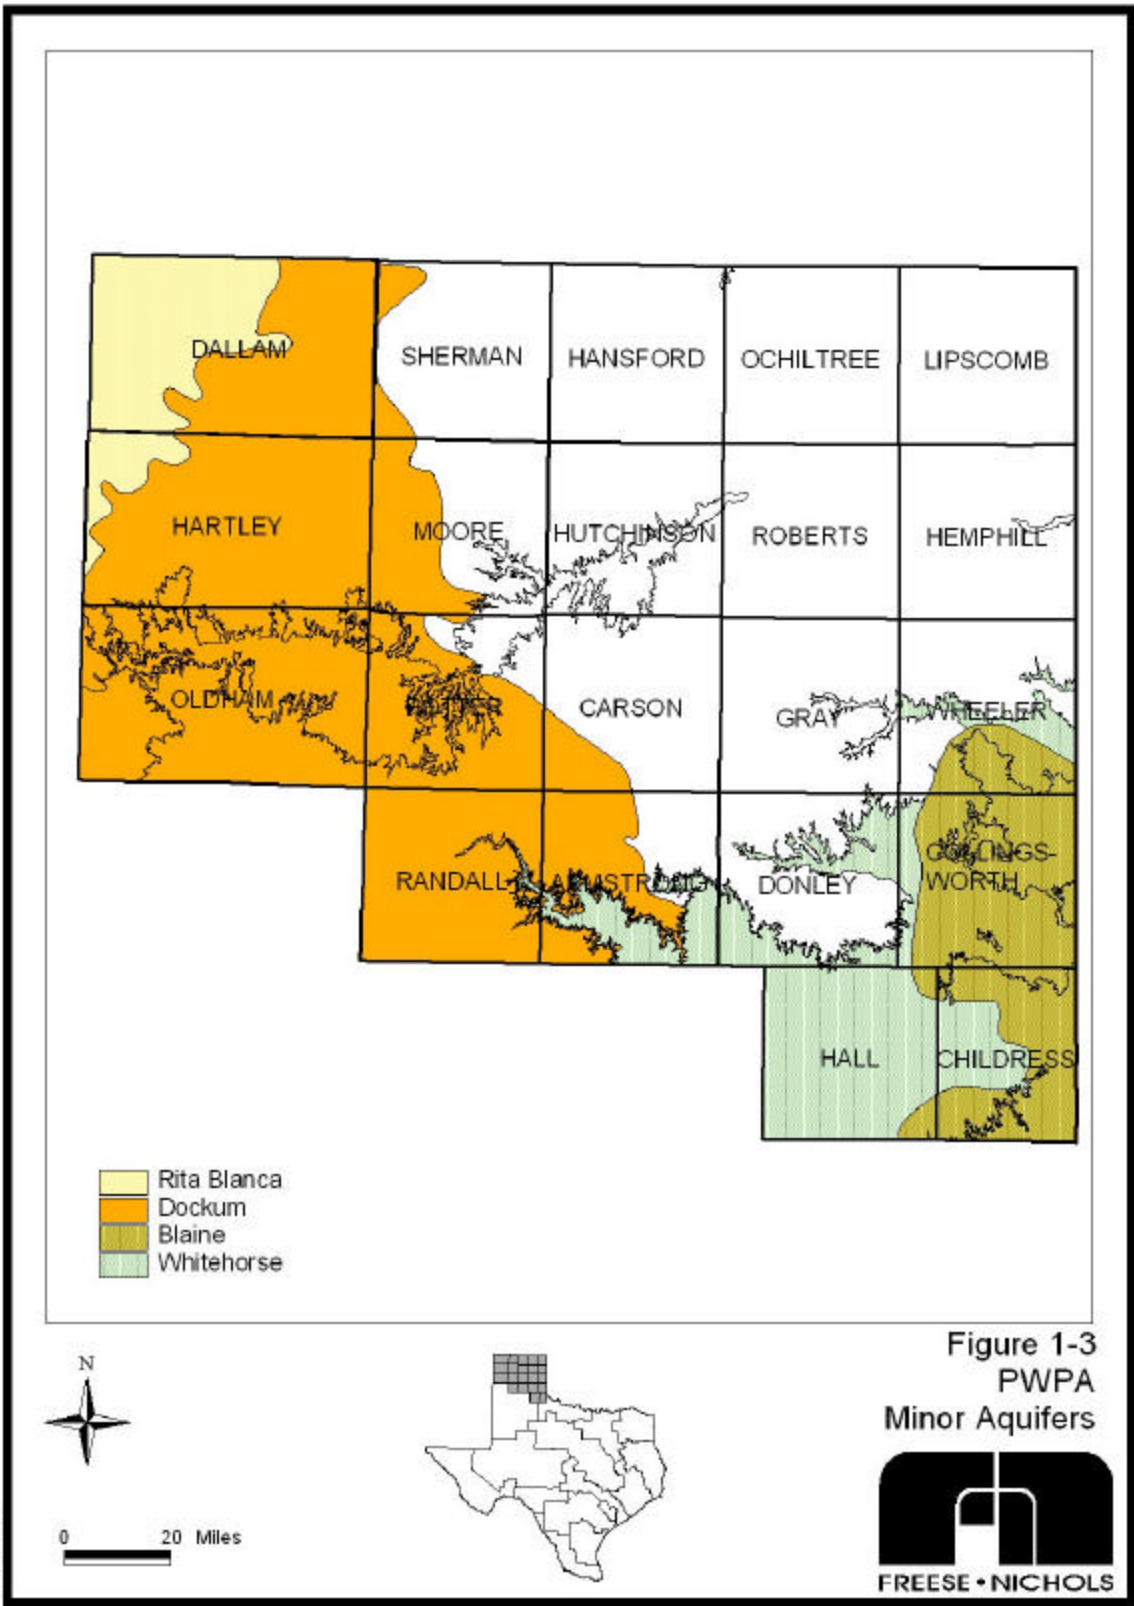 DALLAM
SHERMAN
HANSFORD
OCHILTREE
LIPSCOMB
HARTLEY
MOORE
HUTCHINSON
ROBERTS
HEMPHILL
OLDHAM
POTTER
CARSON
GRAY
WHEELER
RANDALL
ARMSTRONG
DONLEY
COLLINGS-
WORTH
HALL
CHILDRESS
Rita Blanca
Dockum
Blaine
Whitehorse
Figure 1-3
PWPA
Minor Aquifers
N
0 20 Miles
FREESE • NICHOLS